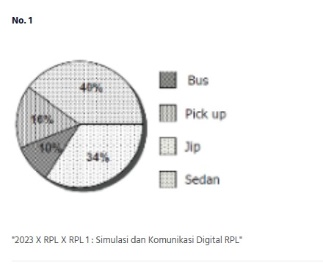 No. 1
40%
16%
10%
34%
Bus
Pick up
Jip
Sedan
"2023 X RPL X RPL 1 : Simulasi dan Komunikasi Digital RPL"